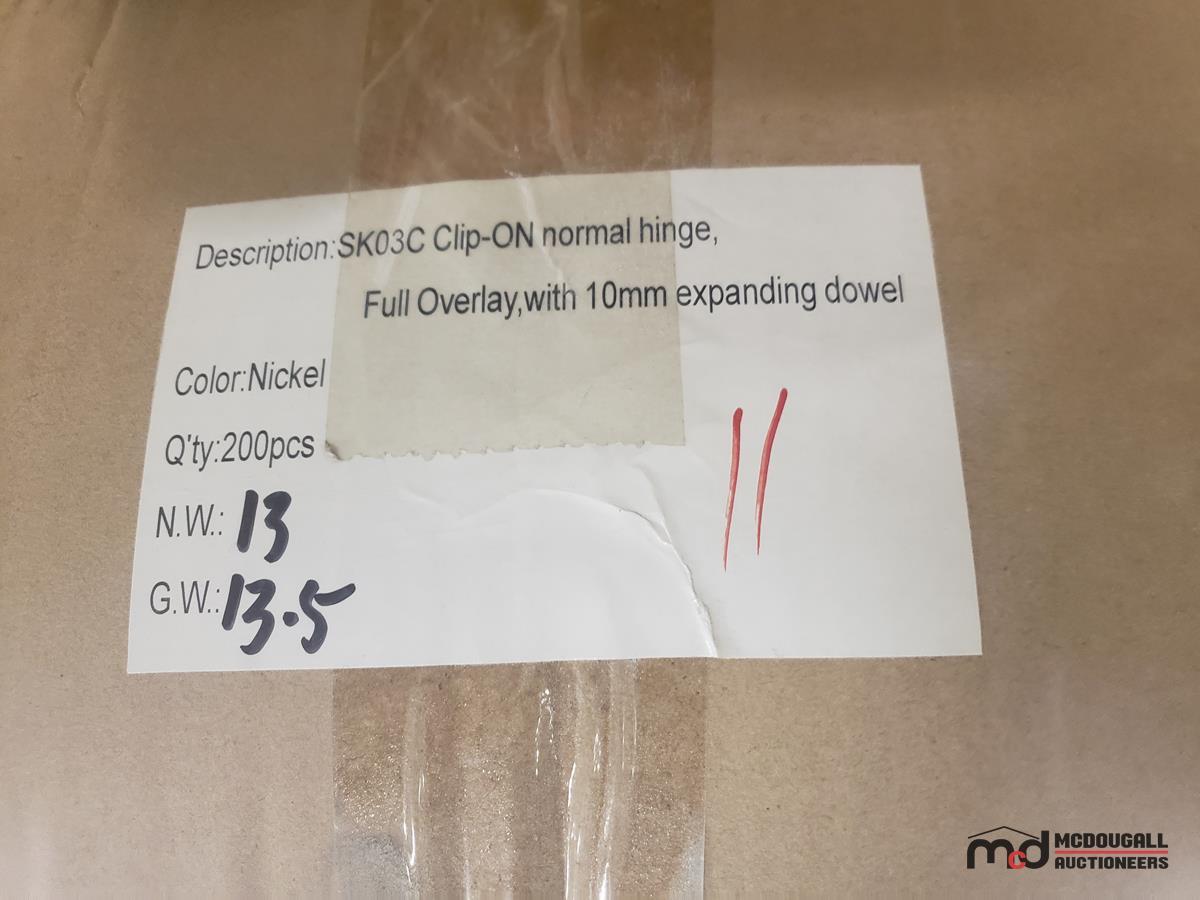 Description:SK03C Clip-ON normal hinge,
Full Overlay,with 10mm expanding dowel
Color:Nickel
Q'ty:200pcs
N.W.: 13
G.W.:13.5
11
mcd MCDOUGALL
AUCTIONEERS